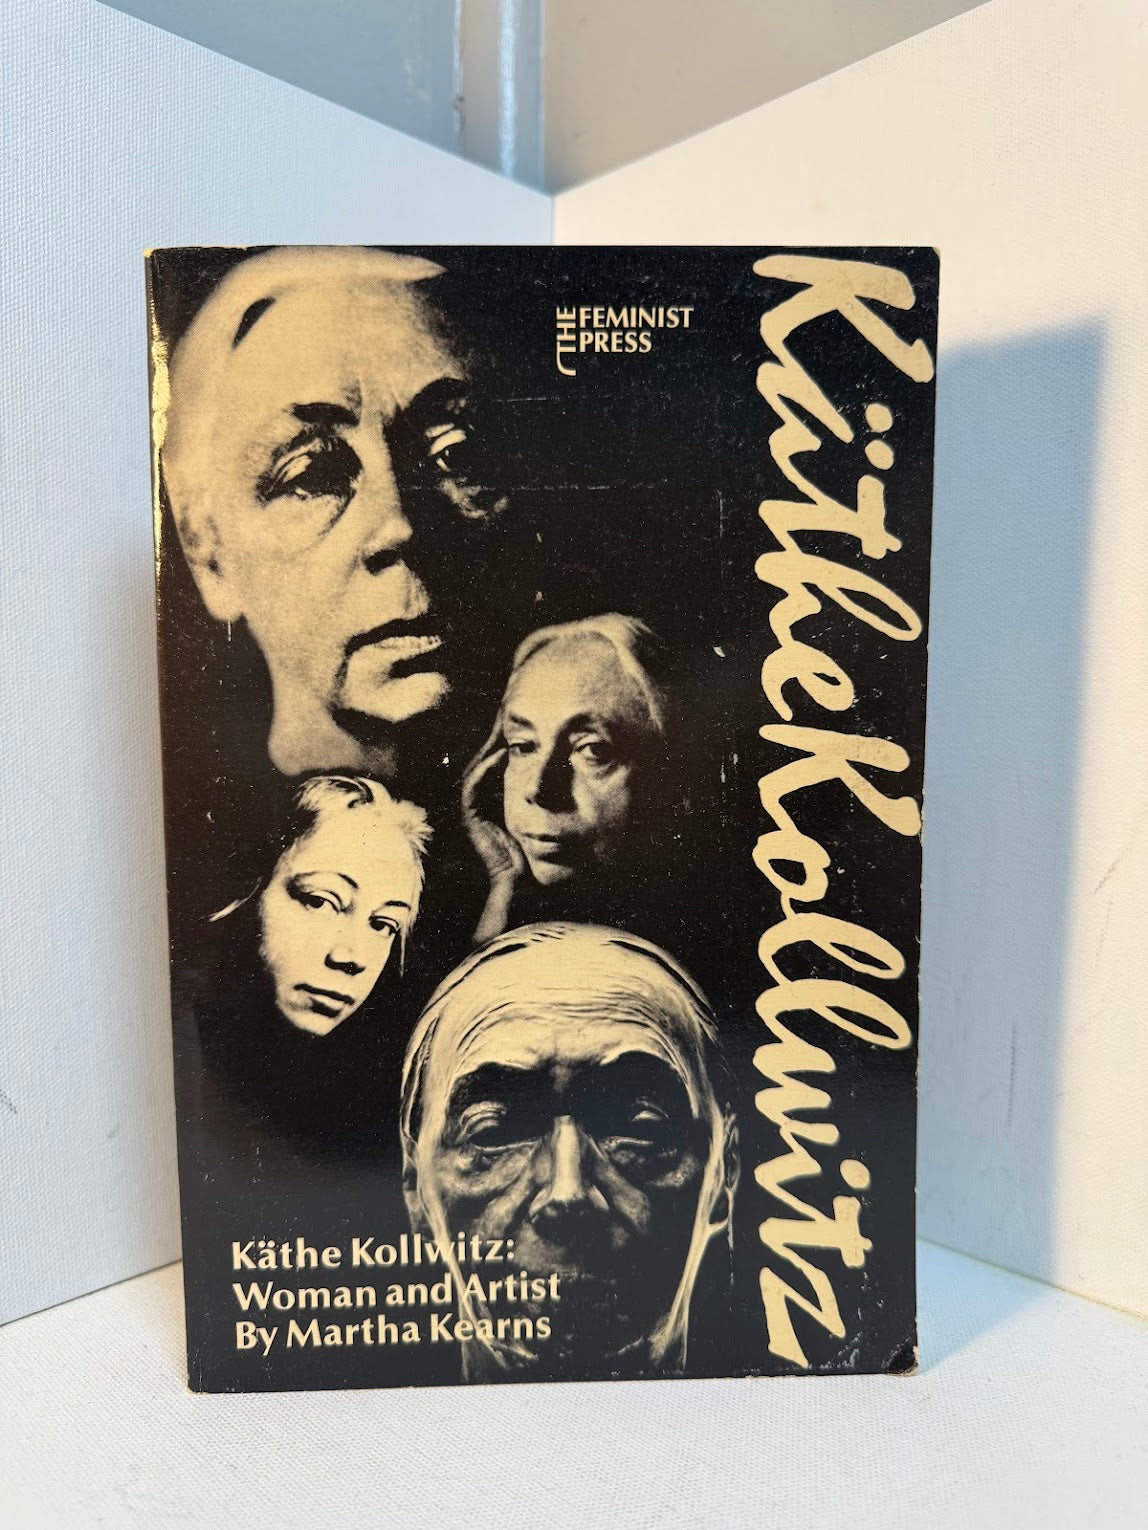 THE FEMINIST
PRESS
Käthe Kollwitz
Käthe Kollwitz:
Woman and Artist
By Martha Kearns